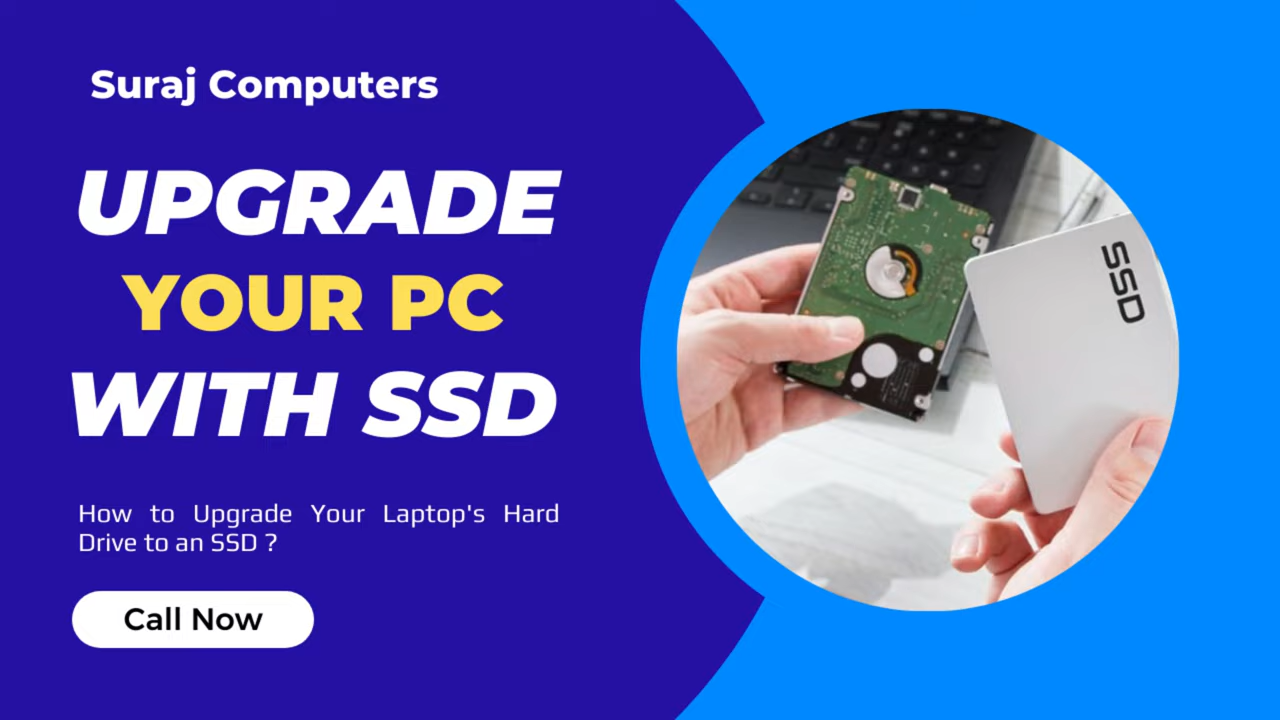 Suraj Computers
UPGRADE
YOUR PC
WITH SSD
How to Upgrade Your Laptop's Hard
Drive to an SSD ?
Call Now
SSD